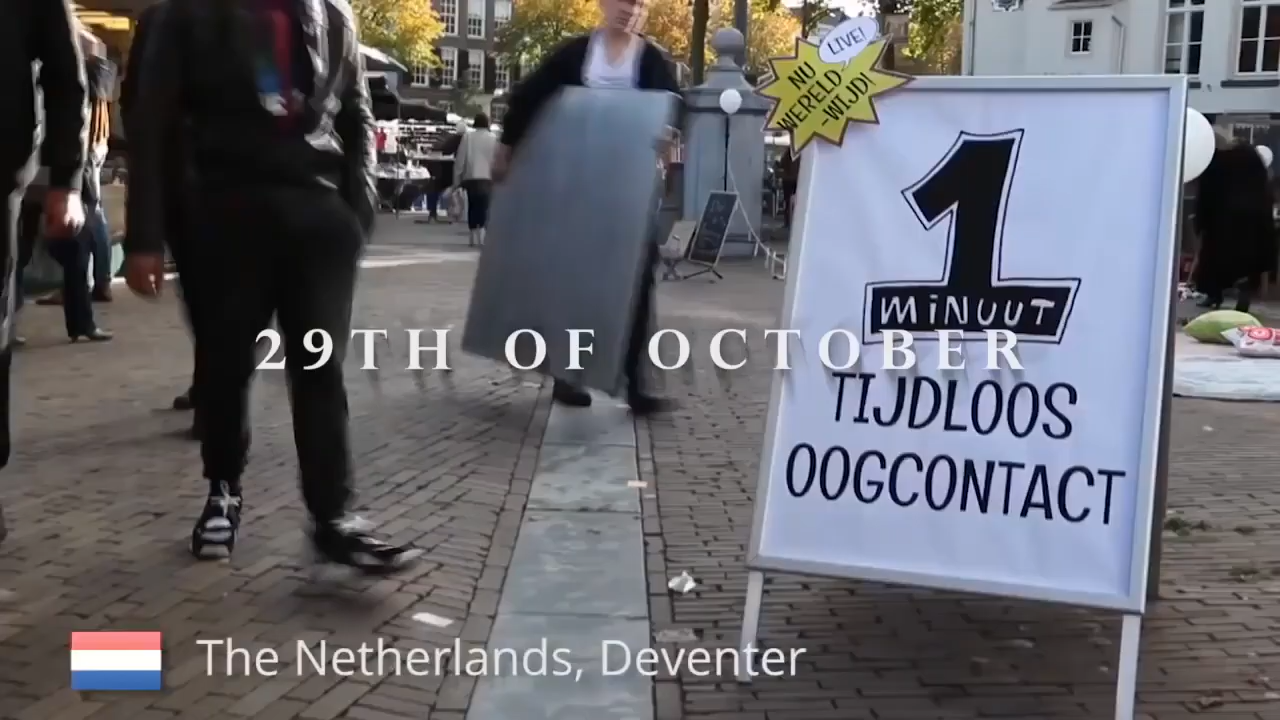 LIVE!
NU
WERELD
-WIJD!
1
MINUUT
29TH OF OCTOBER
TIJDLOOS
OOGCONTACT
The Netherlands, Deventer